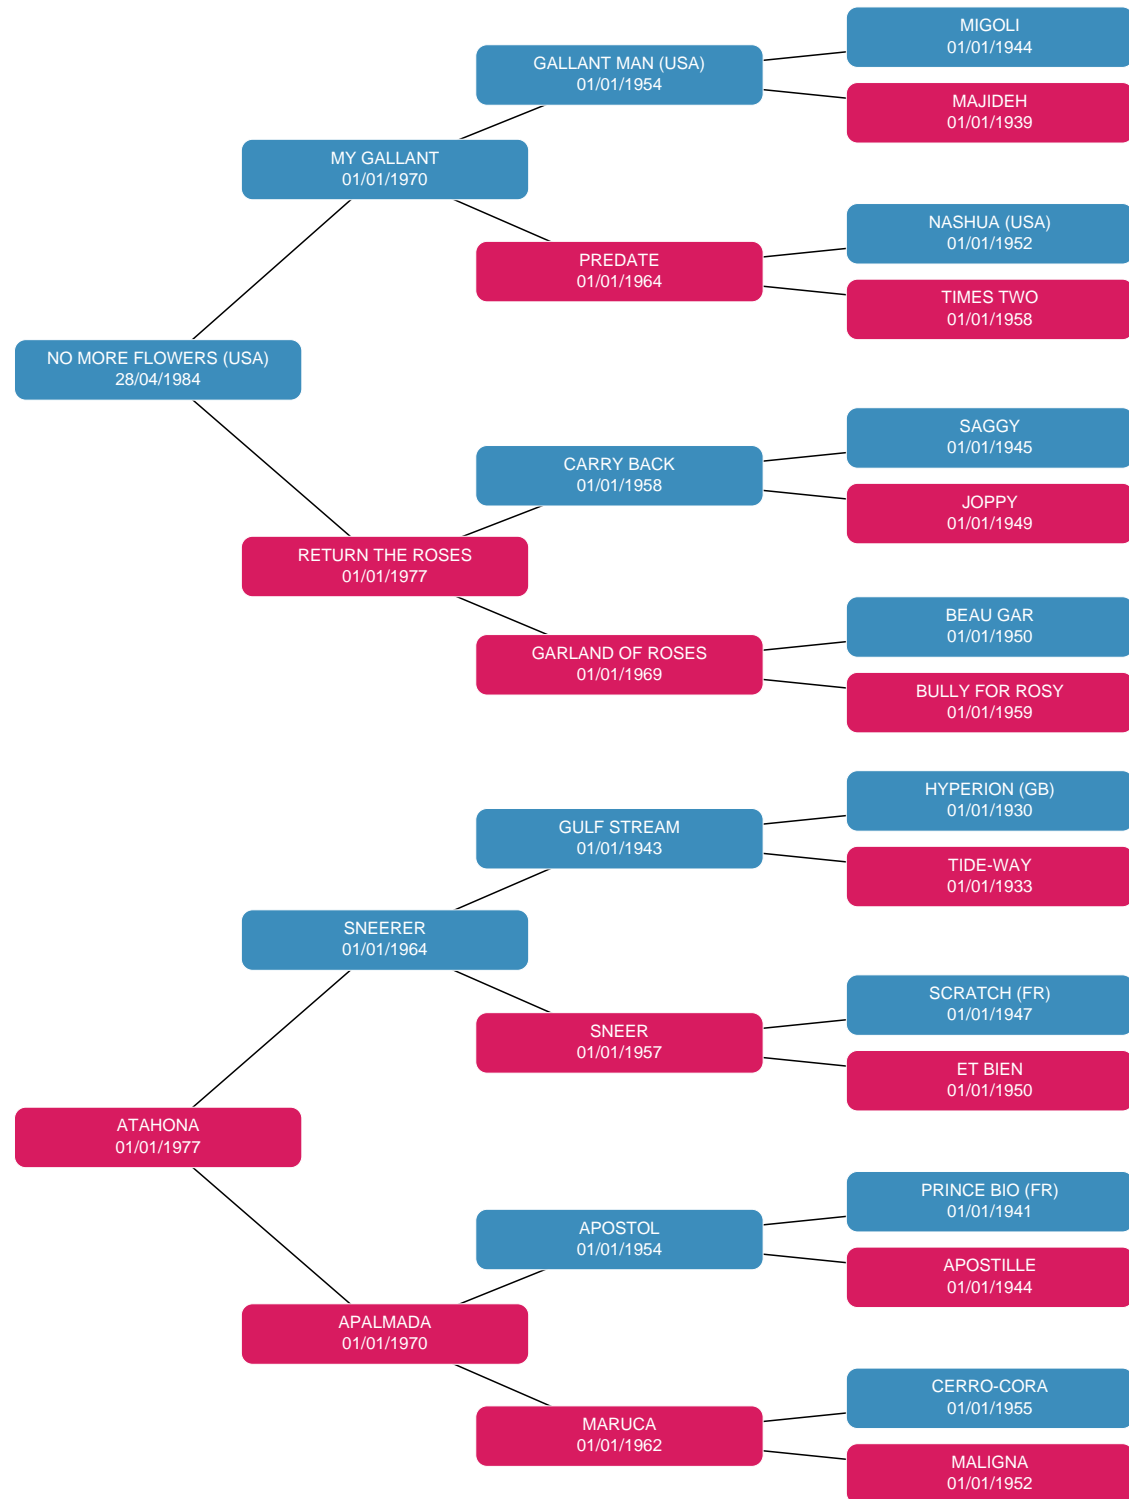 MIGOLI
01/01/1944
GALLANT MAN (USA)
01/01/1954
MAJIDEH
01/01/1939
MY GALLANT
01/01/1970
NASHUA (USA)
01/01/1952
PREDATE
01/01/1964
TIMES TWO
01/01/1958
NO MORE FLOWERS (USA)
28/04/1984
SAGGY
01/01/1945
CARRY BACK
01/01/1958
JOPPY
01/01/1949
RETURN THE ROSES
01/01/1977
BEAU GAR
01/01/1950
GARLAND OF ROSES
01/01/1969
BULLY FOR ROSY
01/01/1959
HYPERION (GB)
01/01/1930
GULF STREAM
01/01/1943
TIDE-WAY
01/01/1933
SNEERER
01/01/1964
SCRATCH (FR)
01/01/1947
SNEER
01/01/1957
ET BIEN
01/01/1950
ATAHONA
01/01/1977
PRINCE BIO (FR)
01/01/1941
APOSTOL
01/01/1954
APOSTILLE
01/01/1944
APALMADA
01/01/1970
CERRO-CORA
01/01/1955
MARUCA
01/01/1962
MALIGNA
01/01/1952